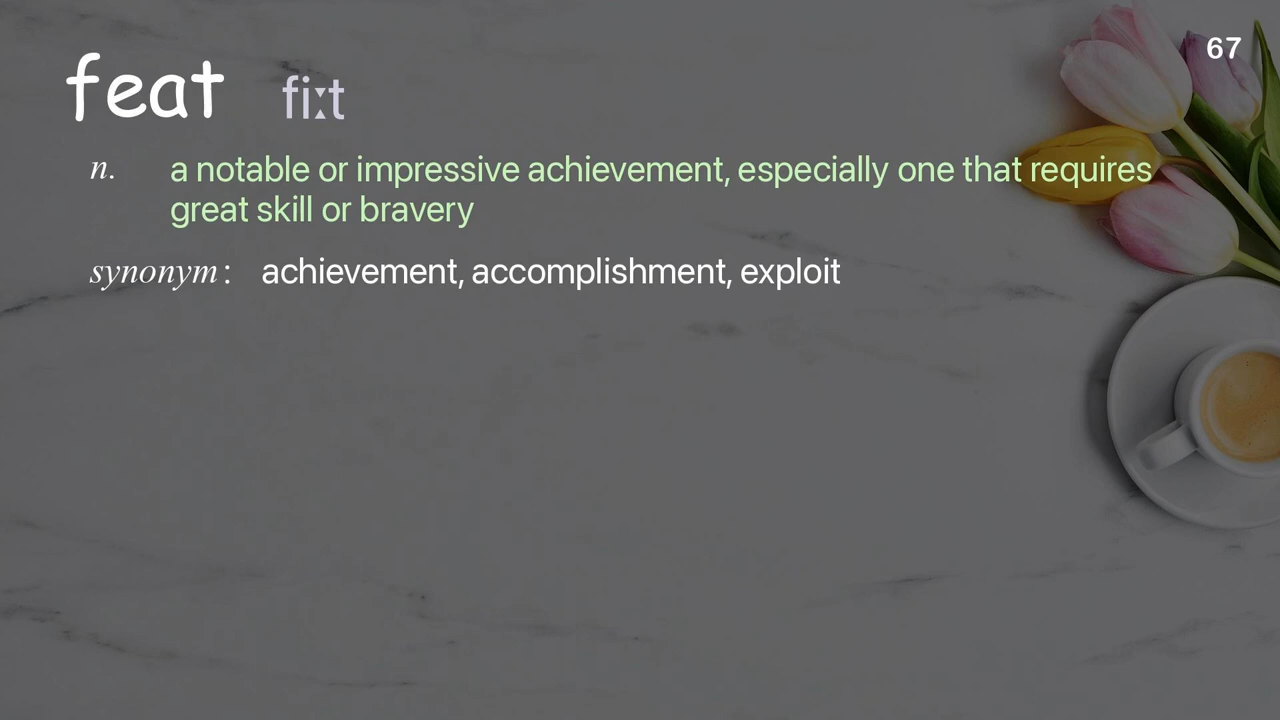 67
feat fiːt
n. a notable or impressive achievement, especially one that requires
great skill or bravery
synonym: achievement, accomplishment, exploit